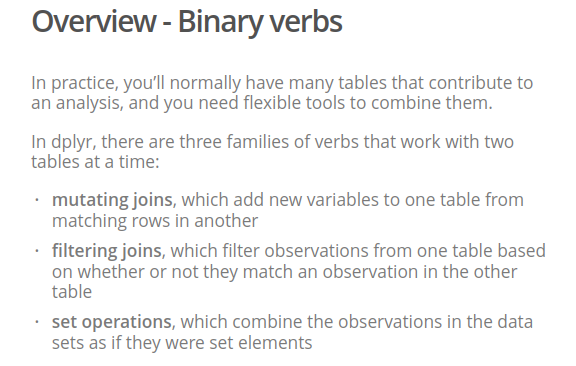 Overview - Binary verbs
In practice, you’ll normally have many tables that contribute to
an analysis, and you need flexible tools to combine them.
In dplyr, there are three families of verbs that work with two
tables at a time:
· mutating joins, which add new variables to one table from
matching rows in another
· filtering joins, which filter observations from one table based
on whether or not they match an observation in the other
table
· set operations, which combine the observations in the data
sets as if they were set elements